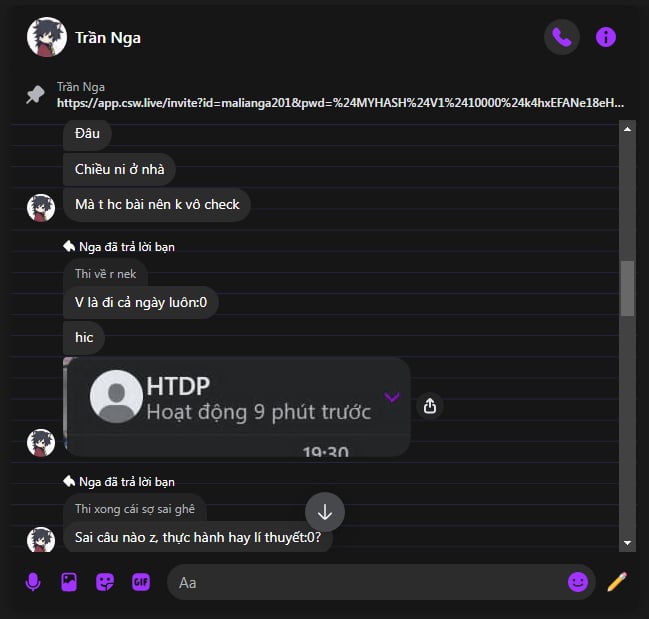 Trần Nga
Trần Nga
https://app.csw.live/invite?id=malianga201&pwd=%24MYHASH%24V1%2410000%24k4hxEFANe18eH...
Đâu
Chiều ni ở nhà
Mà t hc bài nên k vô check
Nga đã trả lời bạn
Thi về r nek
V là đi cả ngày luôn:0
hic
HTDP
Hoạt động 9 phút trước
19:30
Nga đã trả lời bạn
Thi xong cái sợ sai ghê
Sai câu nào z, thực hành hay lí thuyết:0?
GIF
Aa